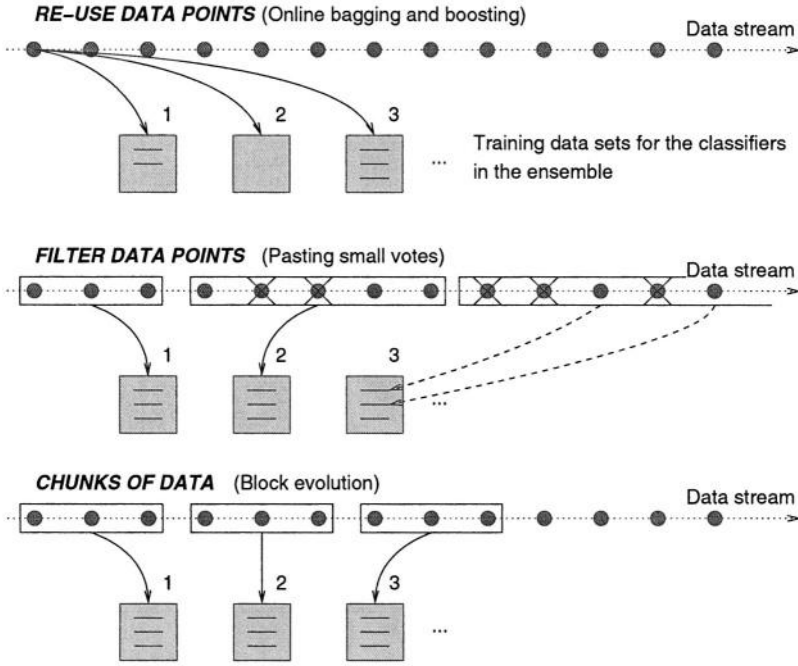 RE-USE DATA POINTS (Online bagging and boosting)
Data stream
1 2 3
Training data sets for the classifiers
...
in the ensemble
FILTER DATA POINTS (Pasting small votes)
Data stream
1 2 3
...
CHUNKS OF DATA (Block evolution)
Data stream
1 2 3
...